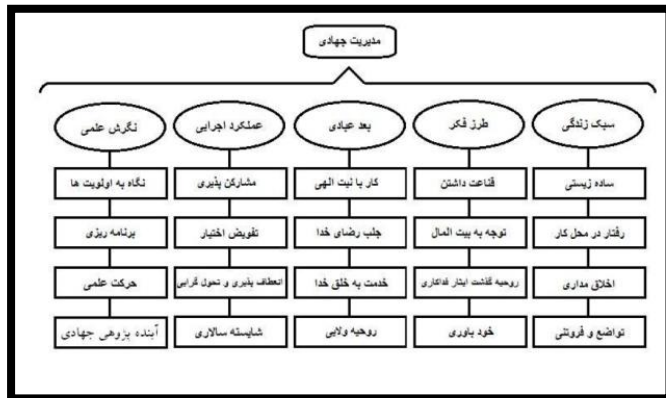 مدیریت جهادی
سبک زندگی
طرز فکر
بعد عبادی
عملکرد اجرایی
نگرش علمی
ساده زیستی
قناعت داشتن
کار با نیت الهی
مشارکن پذیری
نگاه به اولویت ها
رفتار در محل کار
توجه به بیت المال
جلب رضای خدا
تفویض اختیار
برنامه ریزی
اخلاق مداری
روحیه گذشت ایثار فداکاری
خدمت به خلق خدا
انعطاف پذیری و تحول گرایی
حرکت علمی
تواضع و فروتنی
خود باوری
روحیه ولایی
شایسته سالاری
آینده پژوهی جهادی